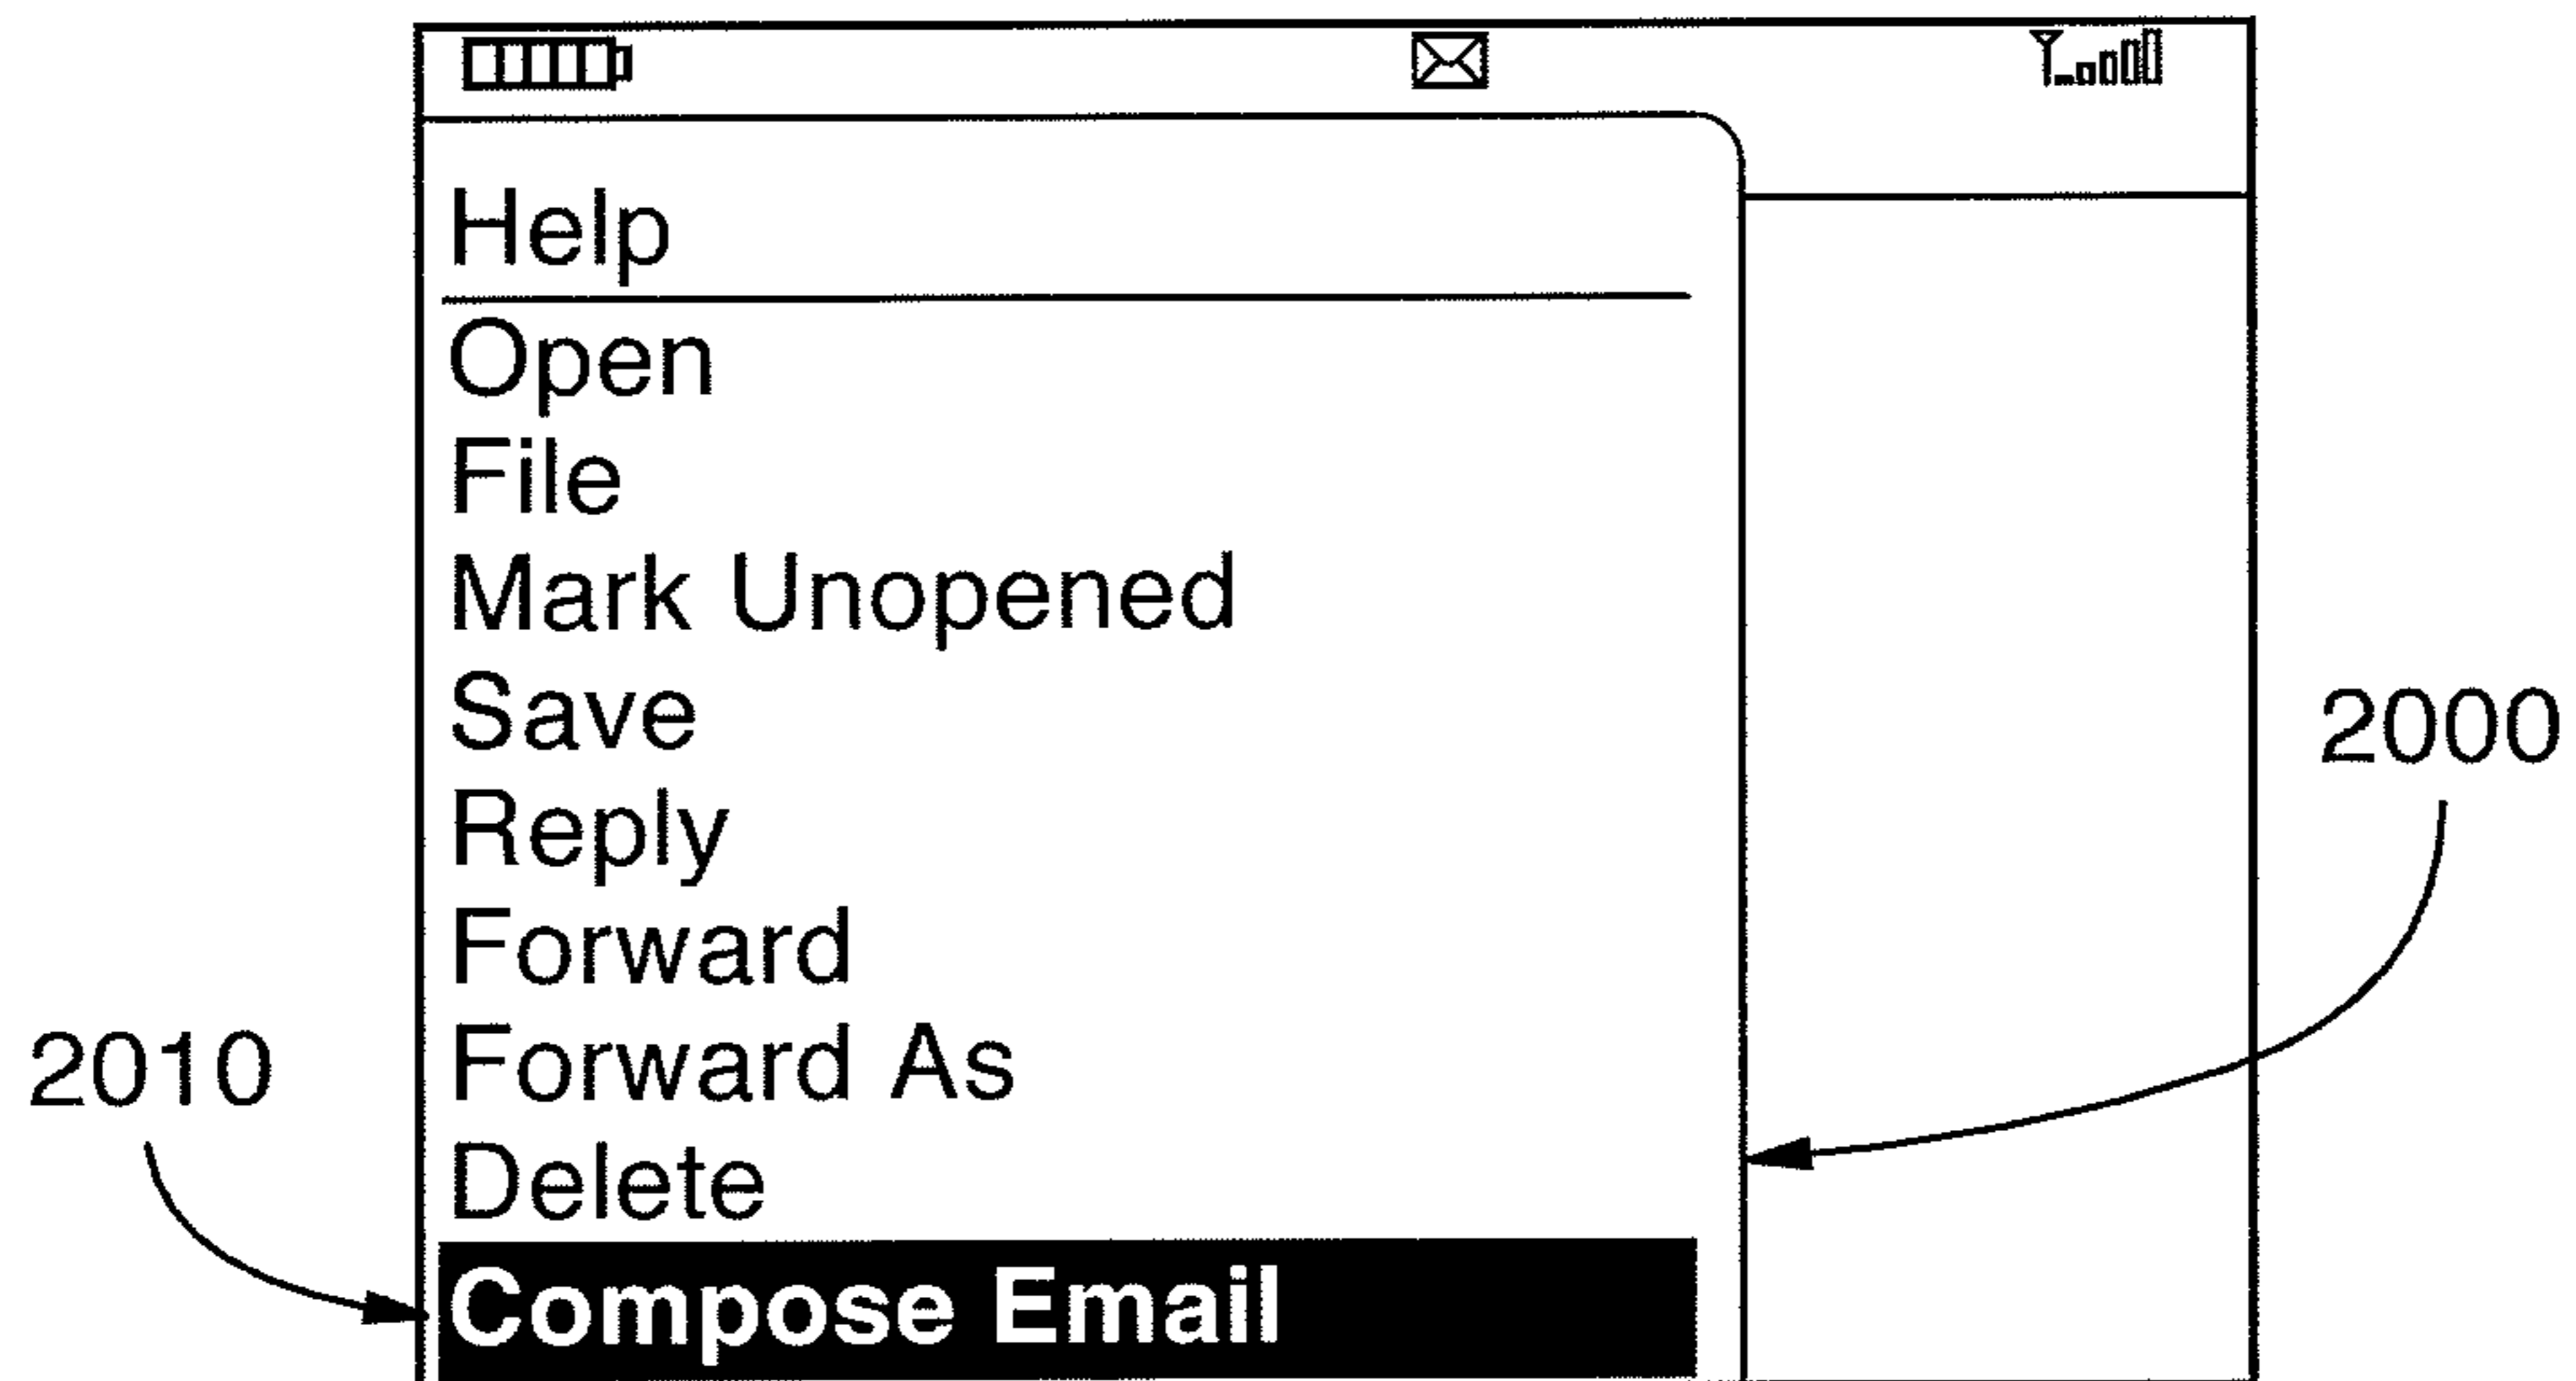 Help
Open
File
Mark Unopened
Save
2000
Reply
Forward
Forward As
2010
Delete
Compose Email